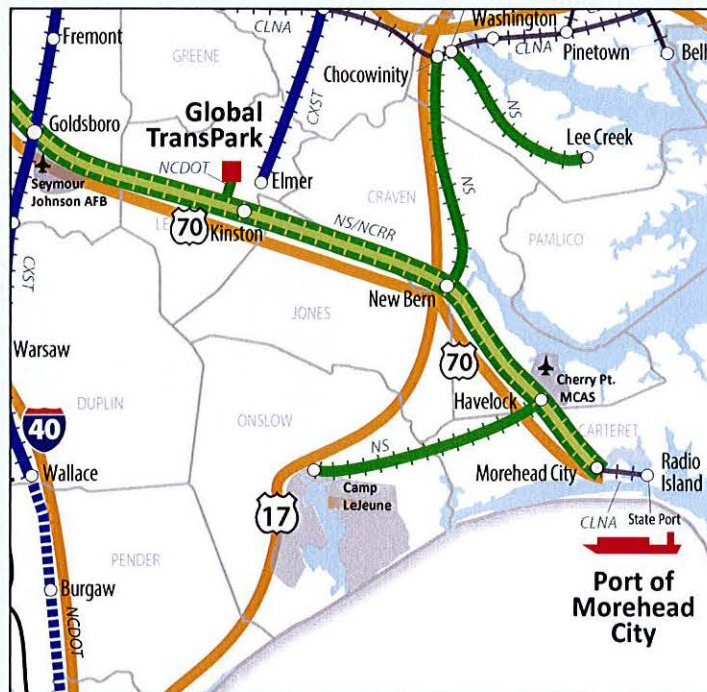 Washington
CLNA
CLNA
Fremont
Pinetown
Bell
GREENE
Chocowinity
CXST
NS
Goldsboro
Global
TransPark
Lee Creek
NCDOT
Elmer
Seymour
Johnson AFB
CRAVEN
NS
PAMLICO
70
LE
Kinston
NS/NCRR
CXST
New Bern
JONES
Warsaw
70
Cherry Pt.
MCAS
Havelock
DUPLIN
40
ONSLOW
CARTERET
NS
Wallace
Morehead City
Radio
Island
Camp
LeJeune
17
CLNA
State Port
PENDER
Port of
Morehead
City
Burgaw
NCDOT